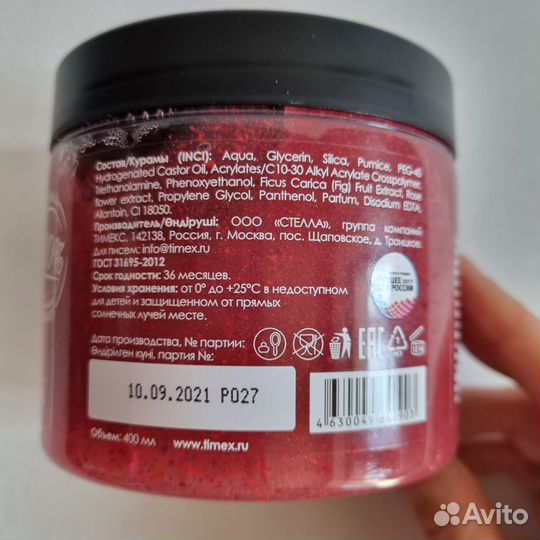 Состав/Курамы (INCI): Aqua, Glycerin, Silica, Pumice, PEG-40
Hydrogenated Castor Oil, Acrylates/C10-30 Alkyl Acrylate Crosspolymer,
Triethanolamine, Phenoxyethanol, Ficus Carica (Fig) Fruit Extract, Rose
flower extract, Propylene Glycol, Panthenol, Parfum, Disodium EDTA,
Allantoin, CI 18050.
Производитель/Өндіруші: ООО «СТЕЛЛА», группа компаний
ТИМЕКС, 142138, Россия, г. Москва, пос. Щаповское, д. Троицкое.
Для писем: info@timex.ru
ГОСТ 31695-2012
Срок годности: 36 месяцев.
Условия хранения: от 0° до +25°С в недоступном
для детей и защищенном от прямых
солнечных лучей месте.
РОССИИ
Дата производства, № партии:
Өндірілген күні, партия №:
EAC
12 M
10.09.2021 P027
Объем: 400 мл
www.timex.ru
Avito